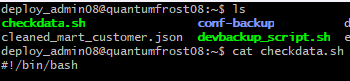 deploy_admin08@quantumfrost08:~$ ls
checkdata.sh conf-backup
cleaned_mart_customer.json devbackup_script.sh e
deploy_admin08@quantumfrost08:~$ cat checkdata.sh
#!/bin/bash